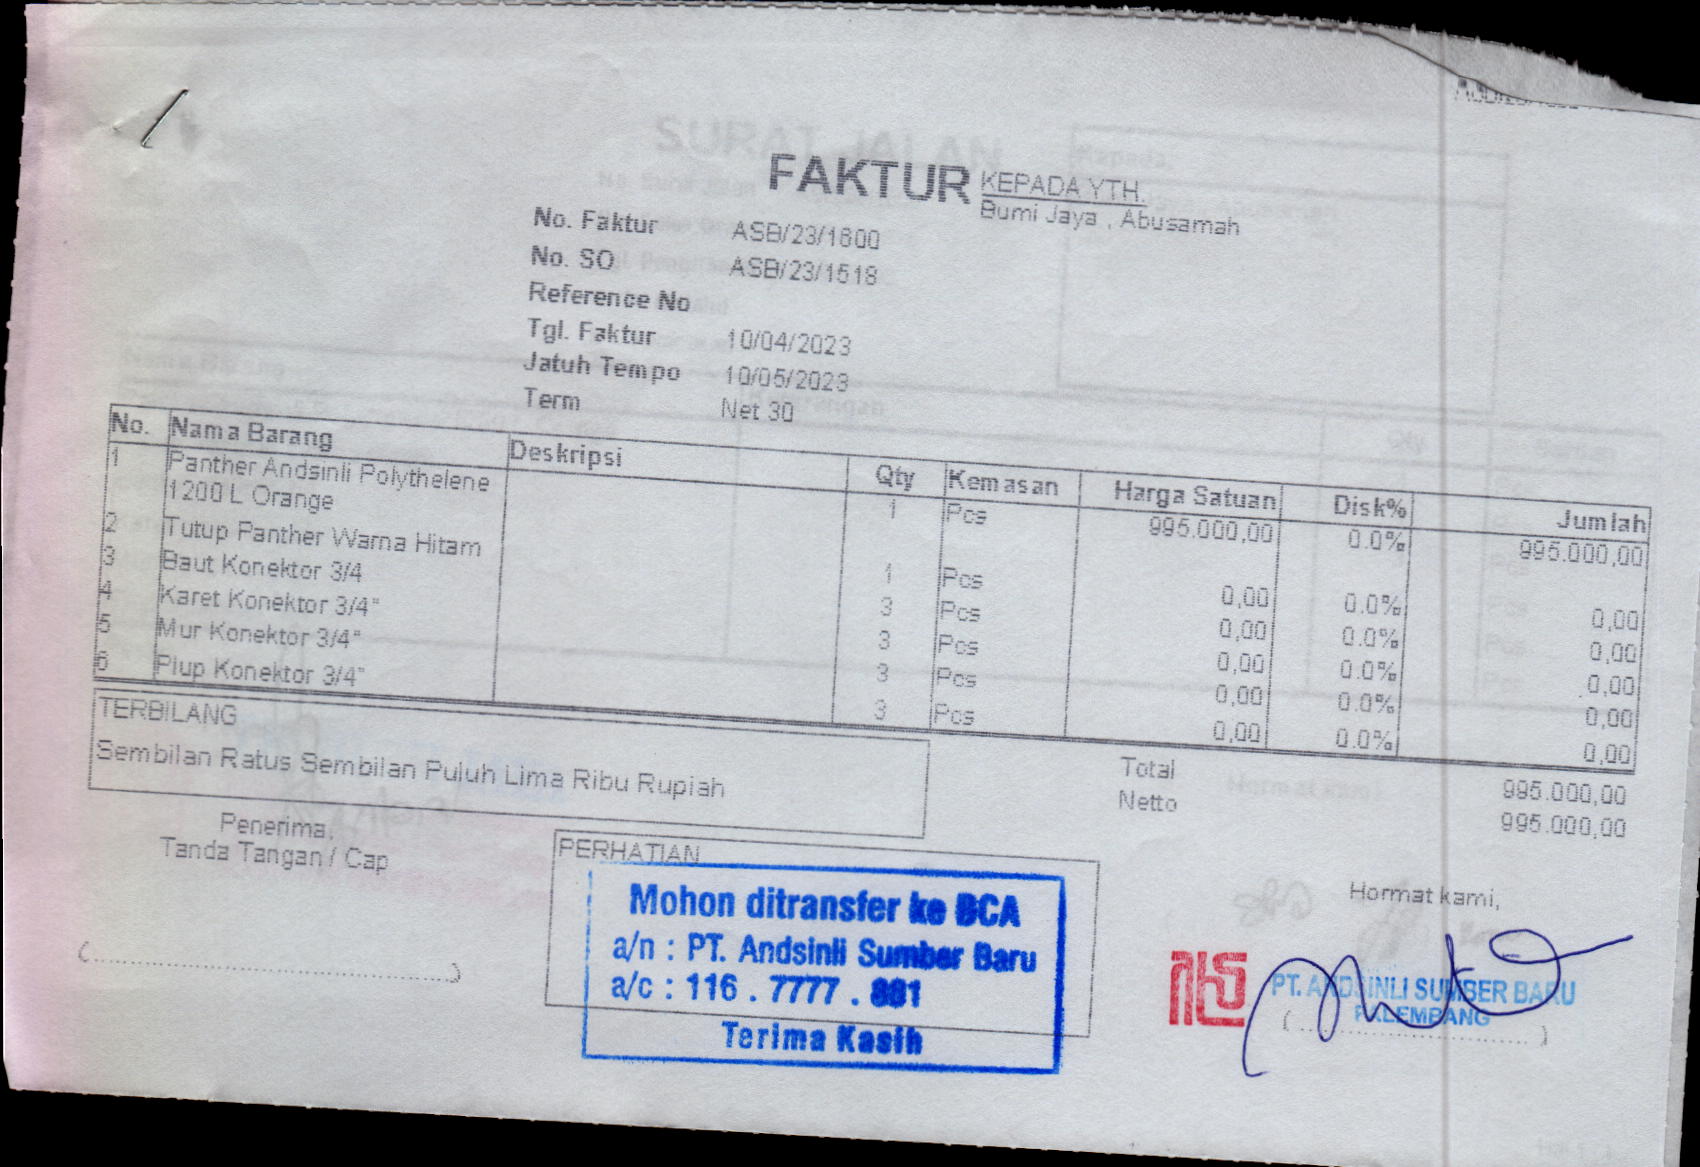 FAKTUR
KEPADA YTH.
Bumi Jaya , Abusamah
No. Faktur ASB/23/1600
No. SO ASB/23/1518
Reference No
Tgl. Faktur 10/04/2023
Jatuh Tempo 10/05/2023
Term Net 30
No. Nama Barang Deskripsi Qty Kemasan Harga Satuan Disk% Jumlah
1 Panther Andsinli Polythelene 1 Pcs 995.000,00 0.0% 995.000,00
1200 L Orange
2 Tutup Panther Warna Hitam 1 Pcs 0,00 0.0% 0,00
3 Baut Konektor 3/4 3 Pcs 0,00 0.0% 0,00
4 Karet Konektor 3/4" 3 Pcs 0,00 0.0% 0,00
5 Mur Konektor 3/4" 3 Pcs 0,00 0.0% 0,00
6 Plup Konektor 3/4" 3 Pcs 0,00 0.0% 0,00
TERBILANG
Sembilan Ratus Sembilan Puluh Lima Ribu Rupiah
Total 995.000,00
Netto 995.000,00
Penerima,
Tanda Tangan / Cap
PERHATIAN
Mohon ditransfer ke BCA
a/n : PT. Andsinli Sumber Baru
a/c : 116 . 7777 . 881
Terima Kasih
Hormat kami,
PT. ANDSINLI SUMBER BARU
PALEMBANG
SURAT JALAN
Kepada,
Nama Barang
Qty
Hormat kami,